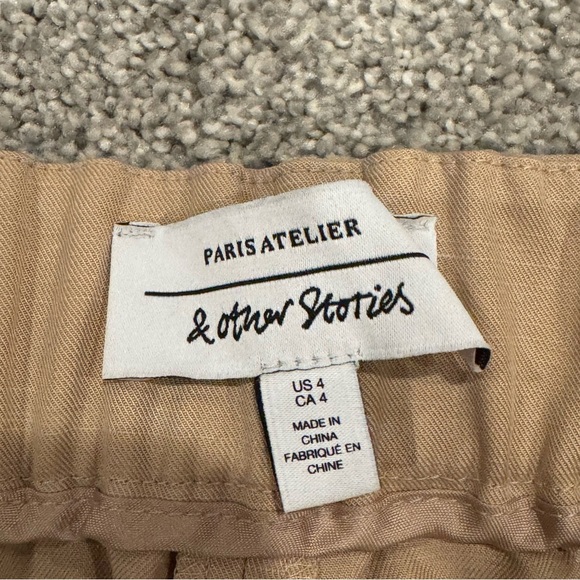 PARIS ATELIER
& other Stories
US 4
CA 4
MADE IN
CHINA
FABRIQUÉ EN
CHINE